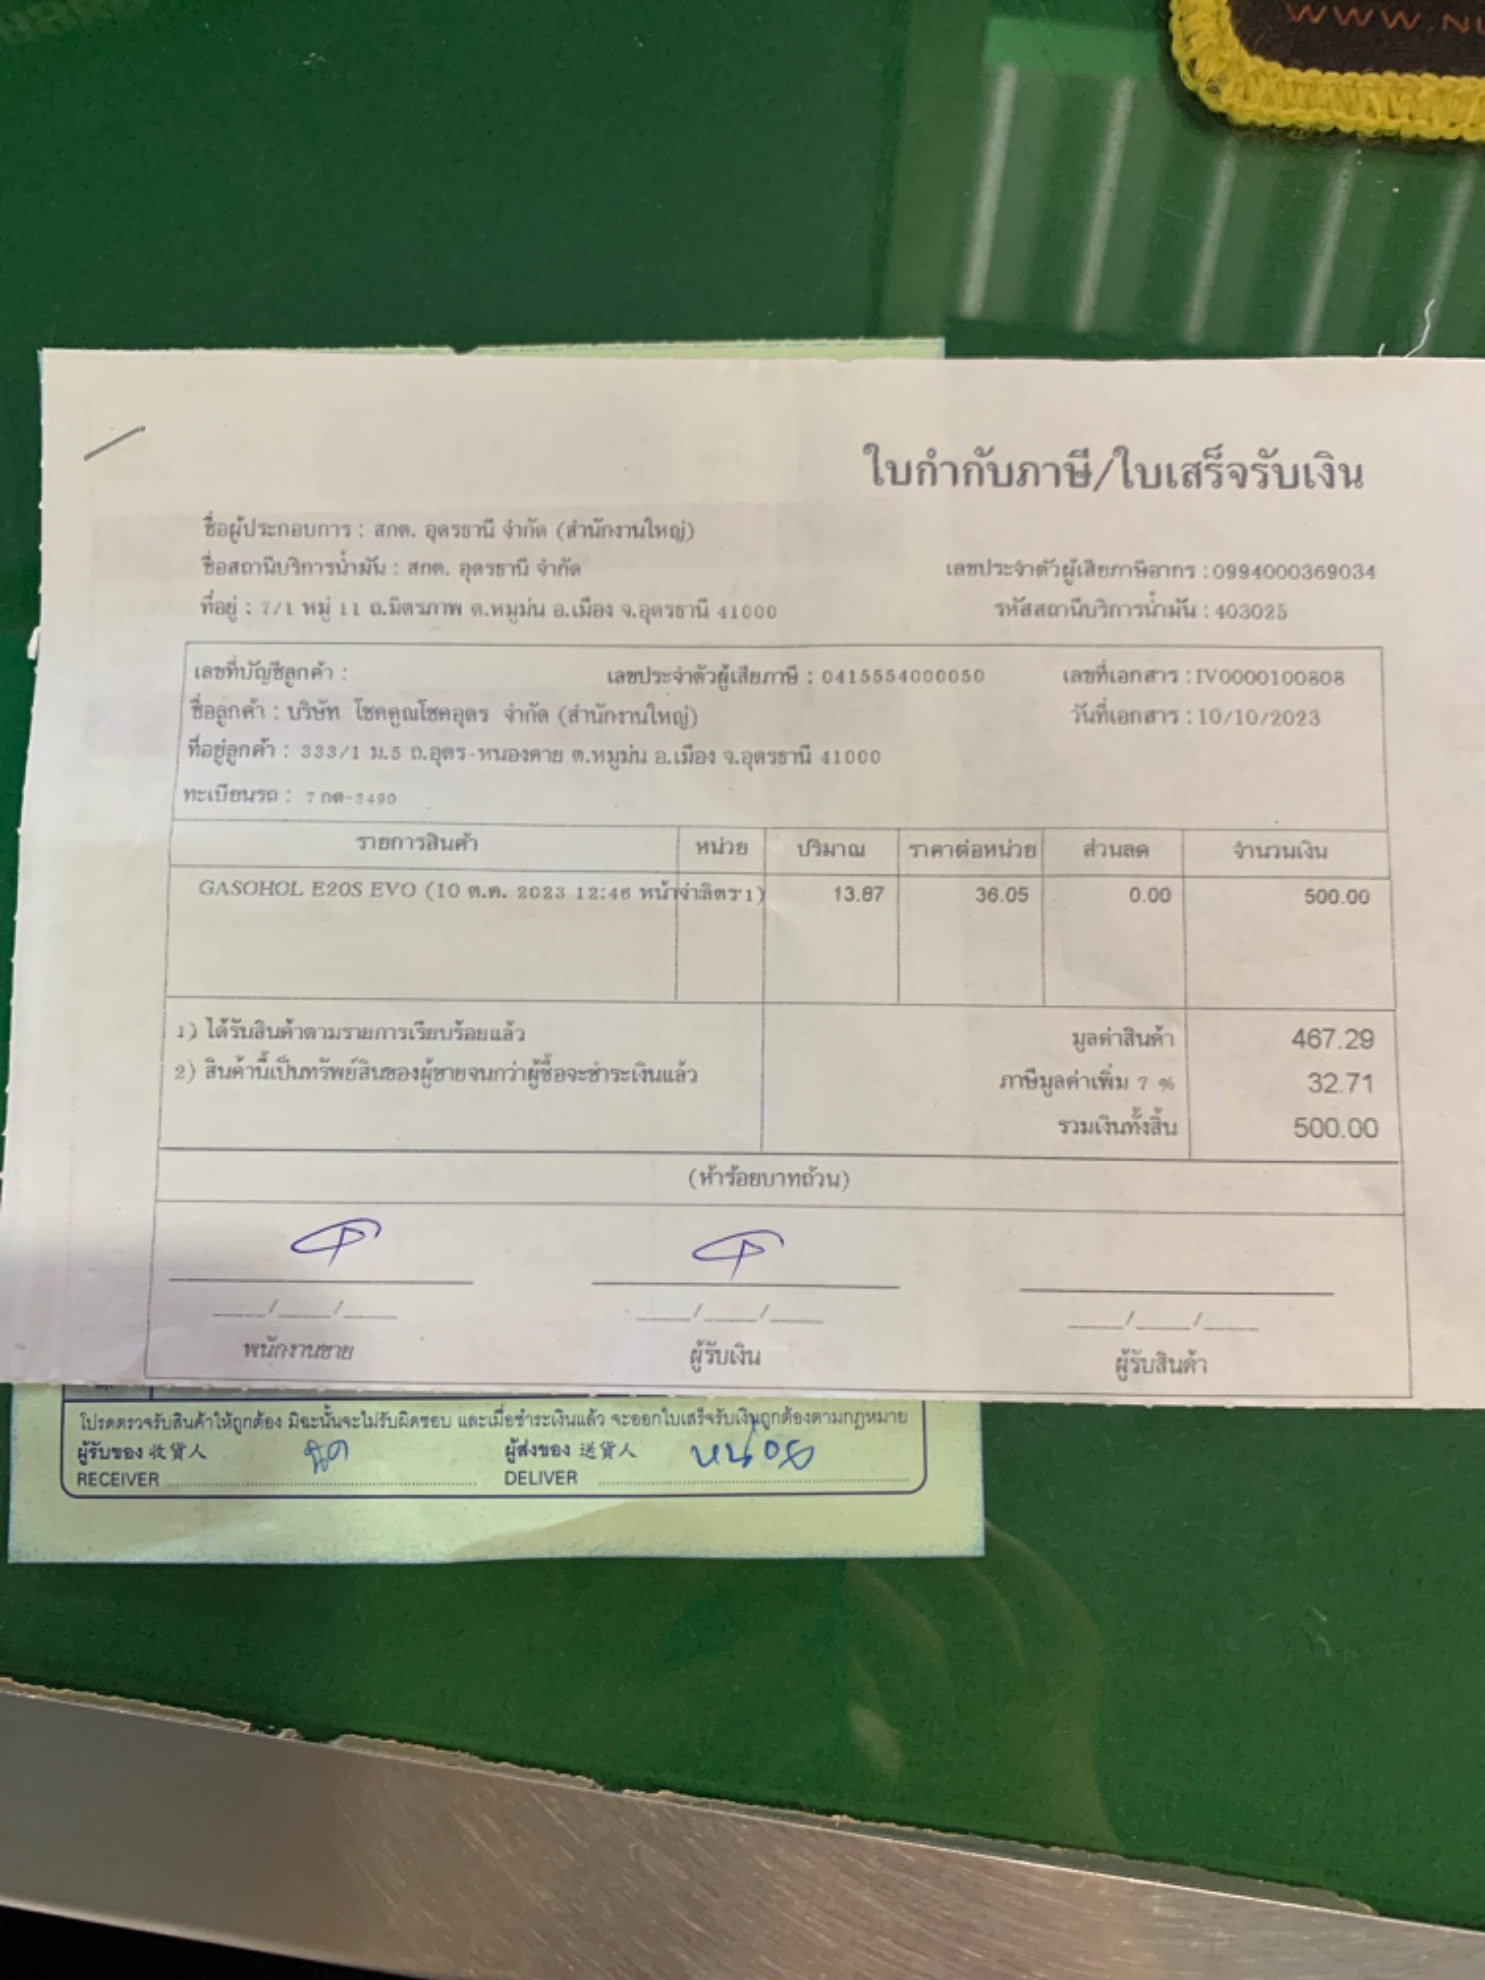 WWW.NU
ใบกำกับภาษี/ใบเสร็จรับเงิน
ชื่อผู้ประกอบการ : สกต. อุดรธานี จำกัด (สำนักงานใหญ่)
ชื่อสถานีบริการน้ำมัน : สกต. อุดรธานี จำกัด เลขประจำตัวผู้เสียภาษีอากร : 0994000369034
ที่อยู่ : 7/1 หมู่ 11 ถ.มิตรภาพ ต.หมูม่น อ.เมือง จ.อุดรธานี 41000 รหัสสถานีบริการน้ำมัน : 403025
เลขที่บัญชีลูกค้า : เลขประจำตัวผู้เสียภาษี : 0415554000050 เลขที่เอกสาร : IV0000100808
ชื่อลูกค้า : บริษัท โชคคูณโชคอุดร จำกัด (สำนักงานใหญ่) วันที่เอกสาร : 10/10/2023
ที่อยู่ลูกค้า : 333/1 ม.5 ถ.อุดร-หนองคาย ต.หมูม่น อ.เมือง จ.อุดรธานี 41000
ทะเบียนรถ : 7 กต-3490
รายการสินค้า หน่วย ปริมาณ ราคาต่อหน่วย ส่วนลด จำนวนเงิน
GASOHOL E20S EVO (10 ต.ค. 2023 12:46 หน้าจ่าย 1) ลิตร 13.87 36.05 0.00 500.00
1) ได้รับสินค้าตามรายการเรียบร้อยแล้ว มูลค่าสินค้า 467.29
2) สินค้านี้เป็นทรัพย์สินของผู้ขายจนกว่าผู้ซื้อจะชำระเงินแล้ว ภาษีมูลค่าเพิ่ม 7 % 32.71
รวมเงินทั้งสิ้น 500.00
(ห้าร้อยบาทถ้วน)
____/____/____ ____/____/____ ____/____/____
พนักงานขาย ผู้รับเงิน ผู้รับสินค้า
โปรดตรวจรับสินค้าให้ถูกต้อง มิฉะนั้นจะไม่รับผิดชอบ และเมื่อชำระเงินแล้ว จะออกใบเสร็จรับเงินถูกต้องตามกฎหมาย
ผู้รับของ 收貨人 ผู้ส่งของ 送貨人 หน่อย
RECEIVER DELIVER